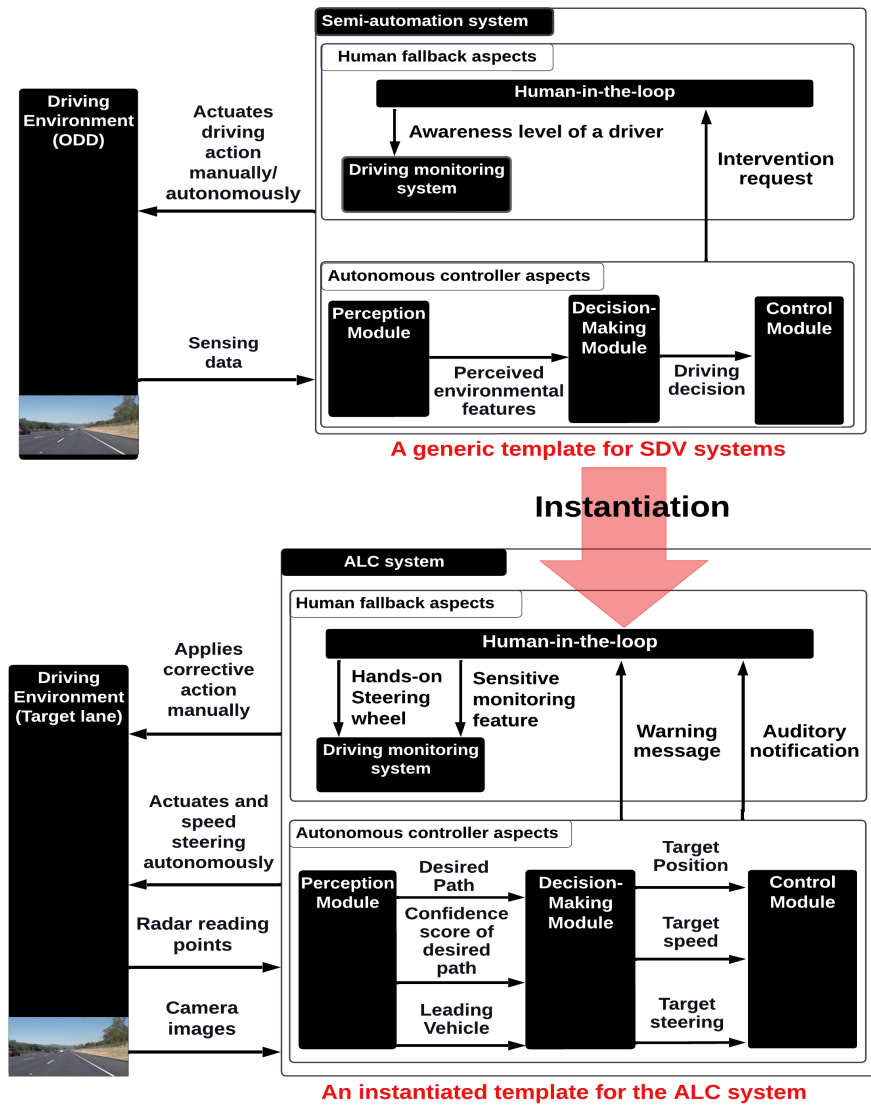 Semi-automation system
Human fallback aspects
Human-in-the-loop
Awareness level of a driver
Driving monitoring
system
Intervention
request
Driving
Environment
(ODD)
Actuates
driving
action
manually/
autonomously
Sensing
data
Autonomous controller aspects
Perception
Module
Perceived
environmental
features
Decision-
Making
Module
Driving
decision
Control
Module
A generic template for SDV systems
Instantiation
ALC system
Human fallback aspects
Human-in-the-loop
Hands-on
Steering
wheel
Sensitive
monitoring
feature
Driving monitoring
system
Warning
message
Auditory
notification
Driving
Environment
(Target lane)
Applies
corrective
action
manually
Actuates and
speed
steering
autonomously
Radar reading
points
Camera
images
Autonomous controller aspects
Perception
Module
Desired
Path
Confidence
score of
desired
path
Leading
Vehicle
Decision-
Making
Module
Target
Position
Target
speed
Target
steering
Control
Module
An instantiated template for the ALC system